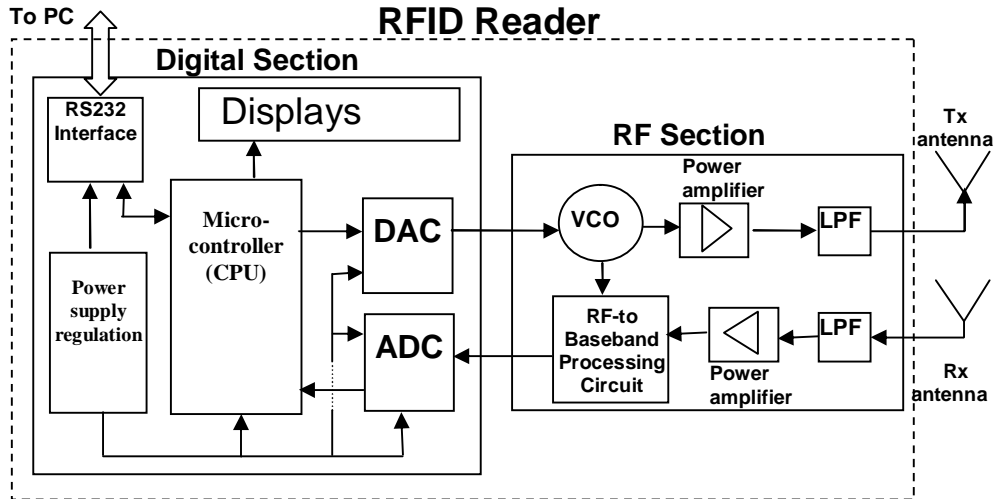 To PC
RFID Reader
Digital Section
RS232
Interface
Displays
RF Section
Tx
antenna
Power
amplifier
Micro-
controller
(CPU)
DAC
VCO
LPF
Power
supply
regulation
ADC
RF-to
Baseband
Processing
Circuit
LPF
Power
amplifier
Rx
antenna